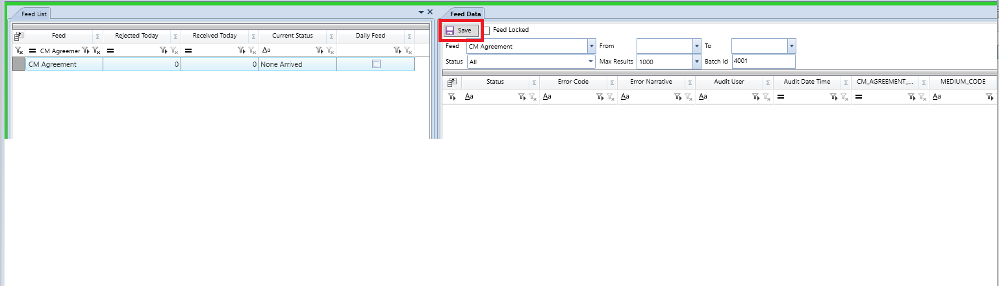 Feed List
Feed Rejected Today Received Today Current Status Daily Feed
= CM Agreemer = = Aa
CM Agreement 0 0 None Arrived
Feed Data
Save Feed Locked
Feed CM Agreement From To
Status All Max Results 1000 Batch Id 4001
Status Error Code Error Narrative Audit User Audit Date Time CM_AGREEMENT_... MEDIUM_CODE
Aa Aa Aa Aa = = Aa